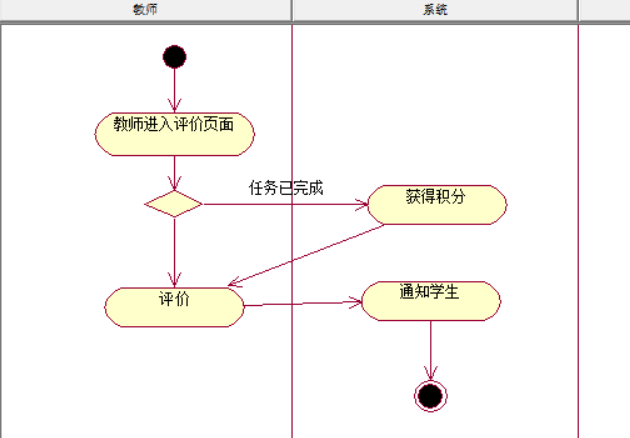 教师
系统
教师进入评价页面
任务已完成
获得积分
评价
通知学生